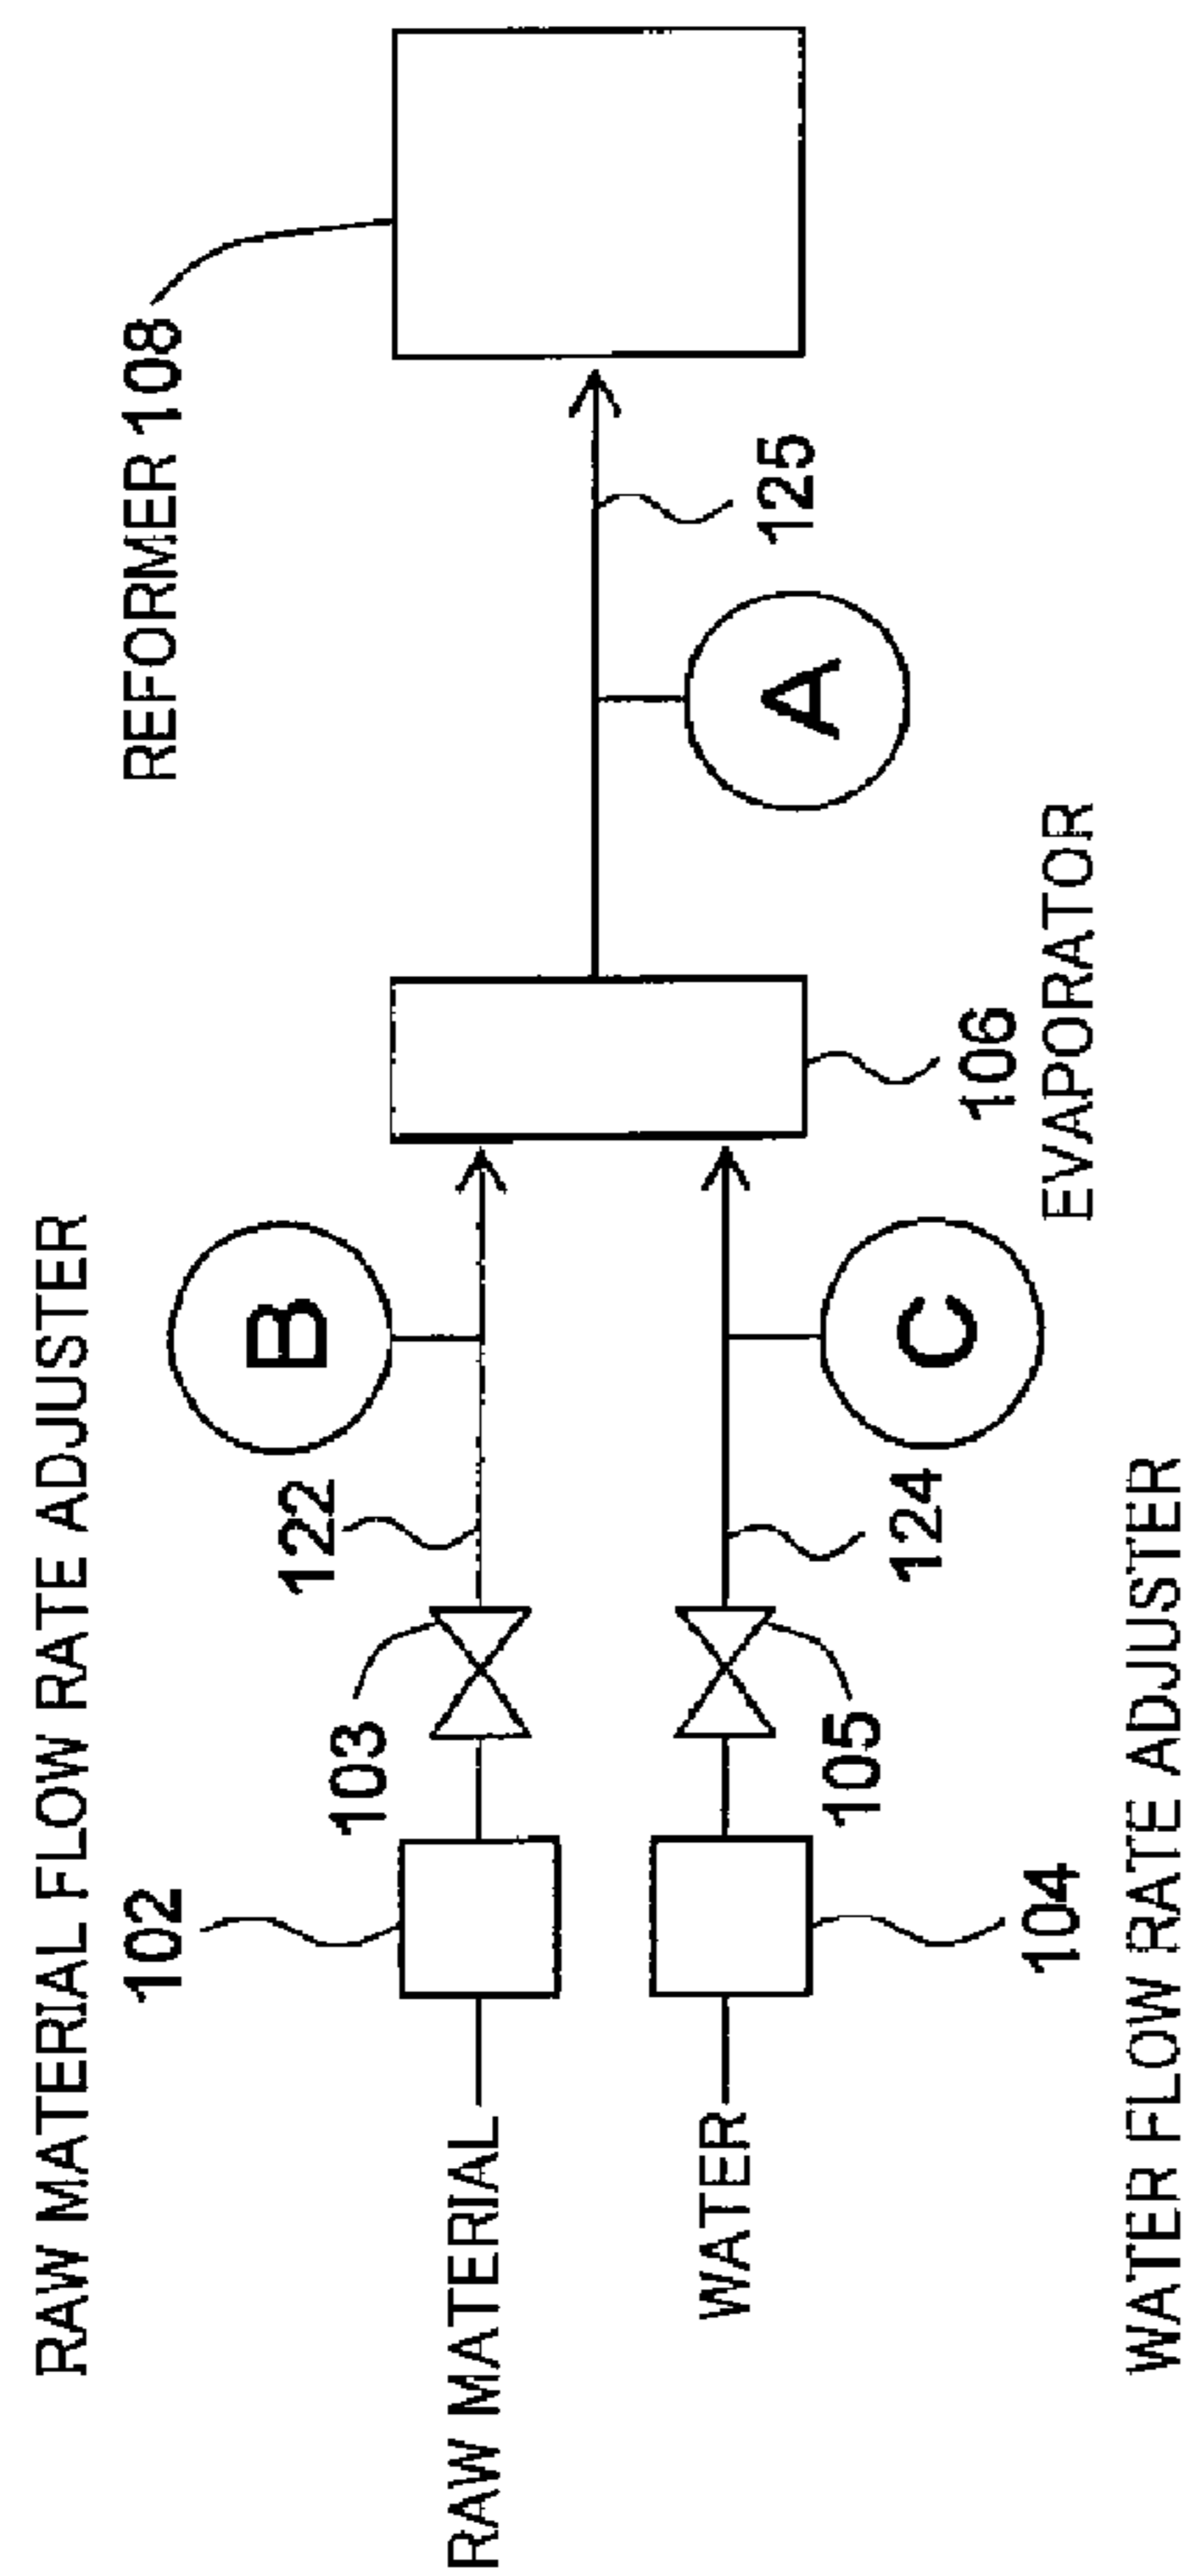 RAW MATERIAL FLOW RATE ADJUSTER
REFORMER 108
102
103
122
B
RAW MATERIAL
WATER
125
A
105
124
C
106
EVAPORATOR
104
WATER FLOW RATE ADJUSTER